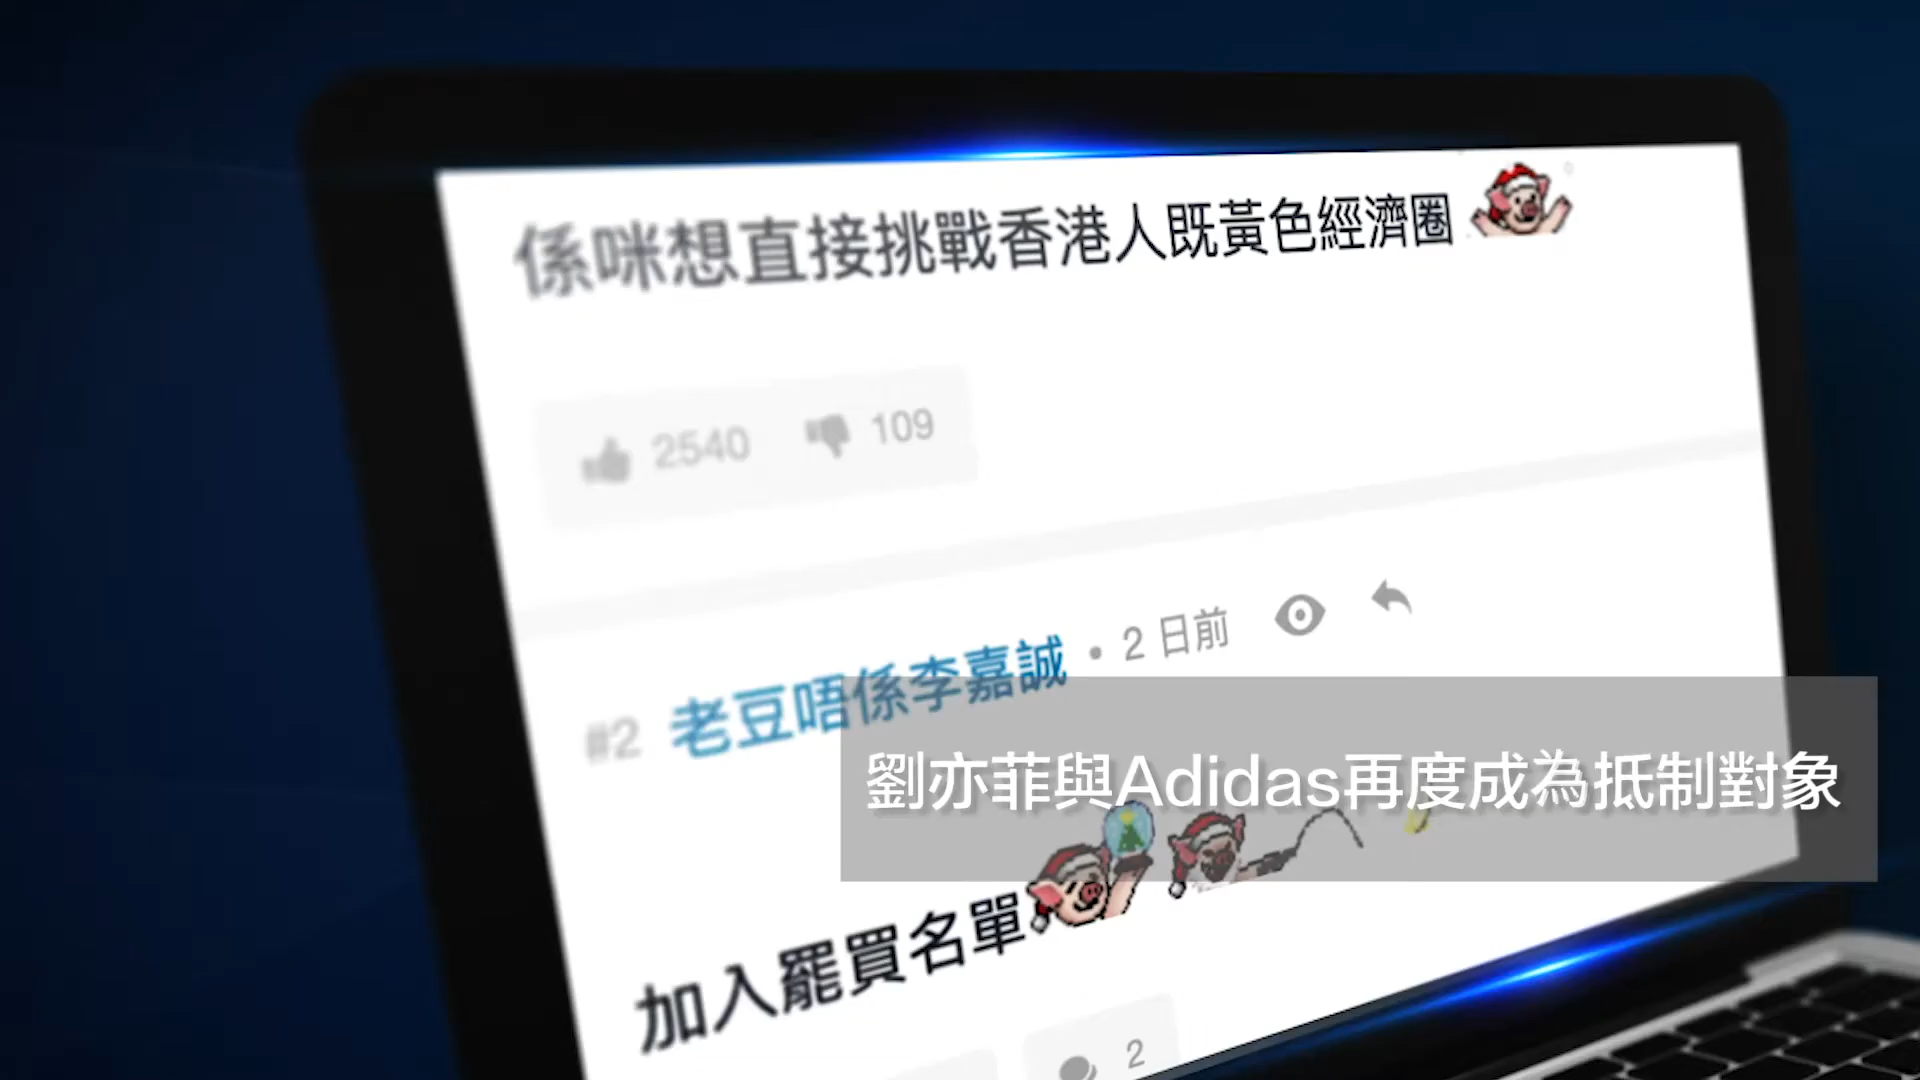 係咪想直接挑戰香港人既黃色經濟圈
2540 109
#2 老豆唔係李嘉誠 • 2 日前
劉亦菲與Adidas再度成為抵制對象
加入罷買名單
2